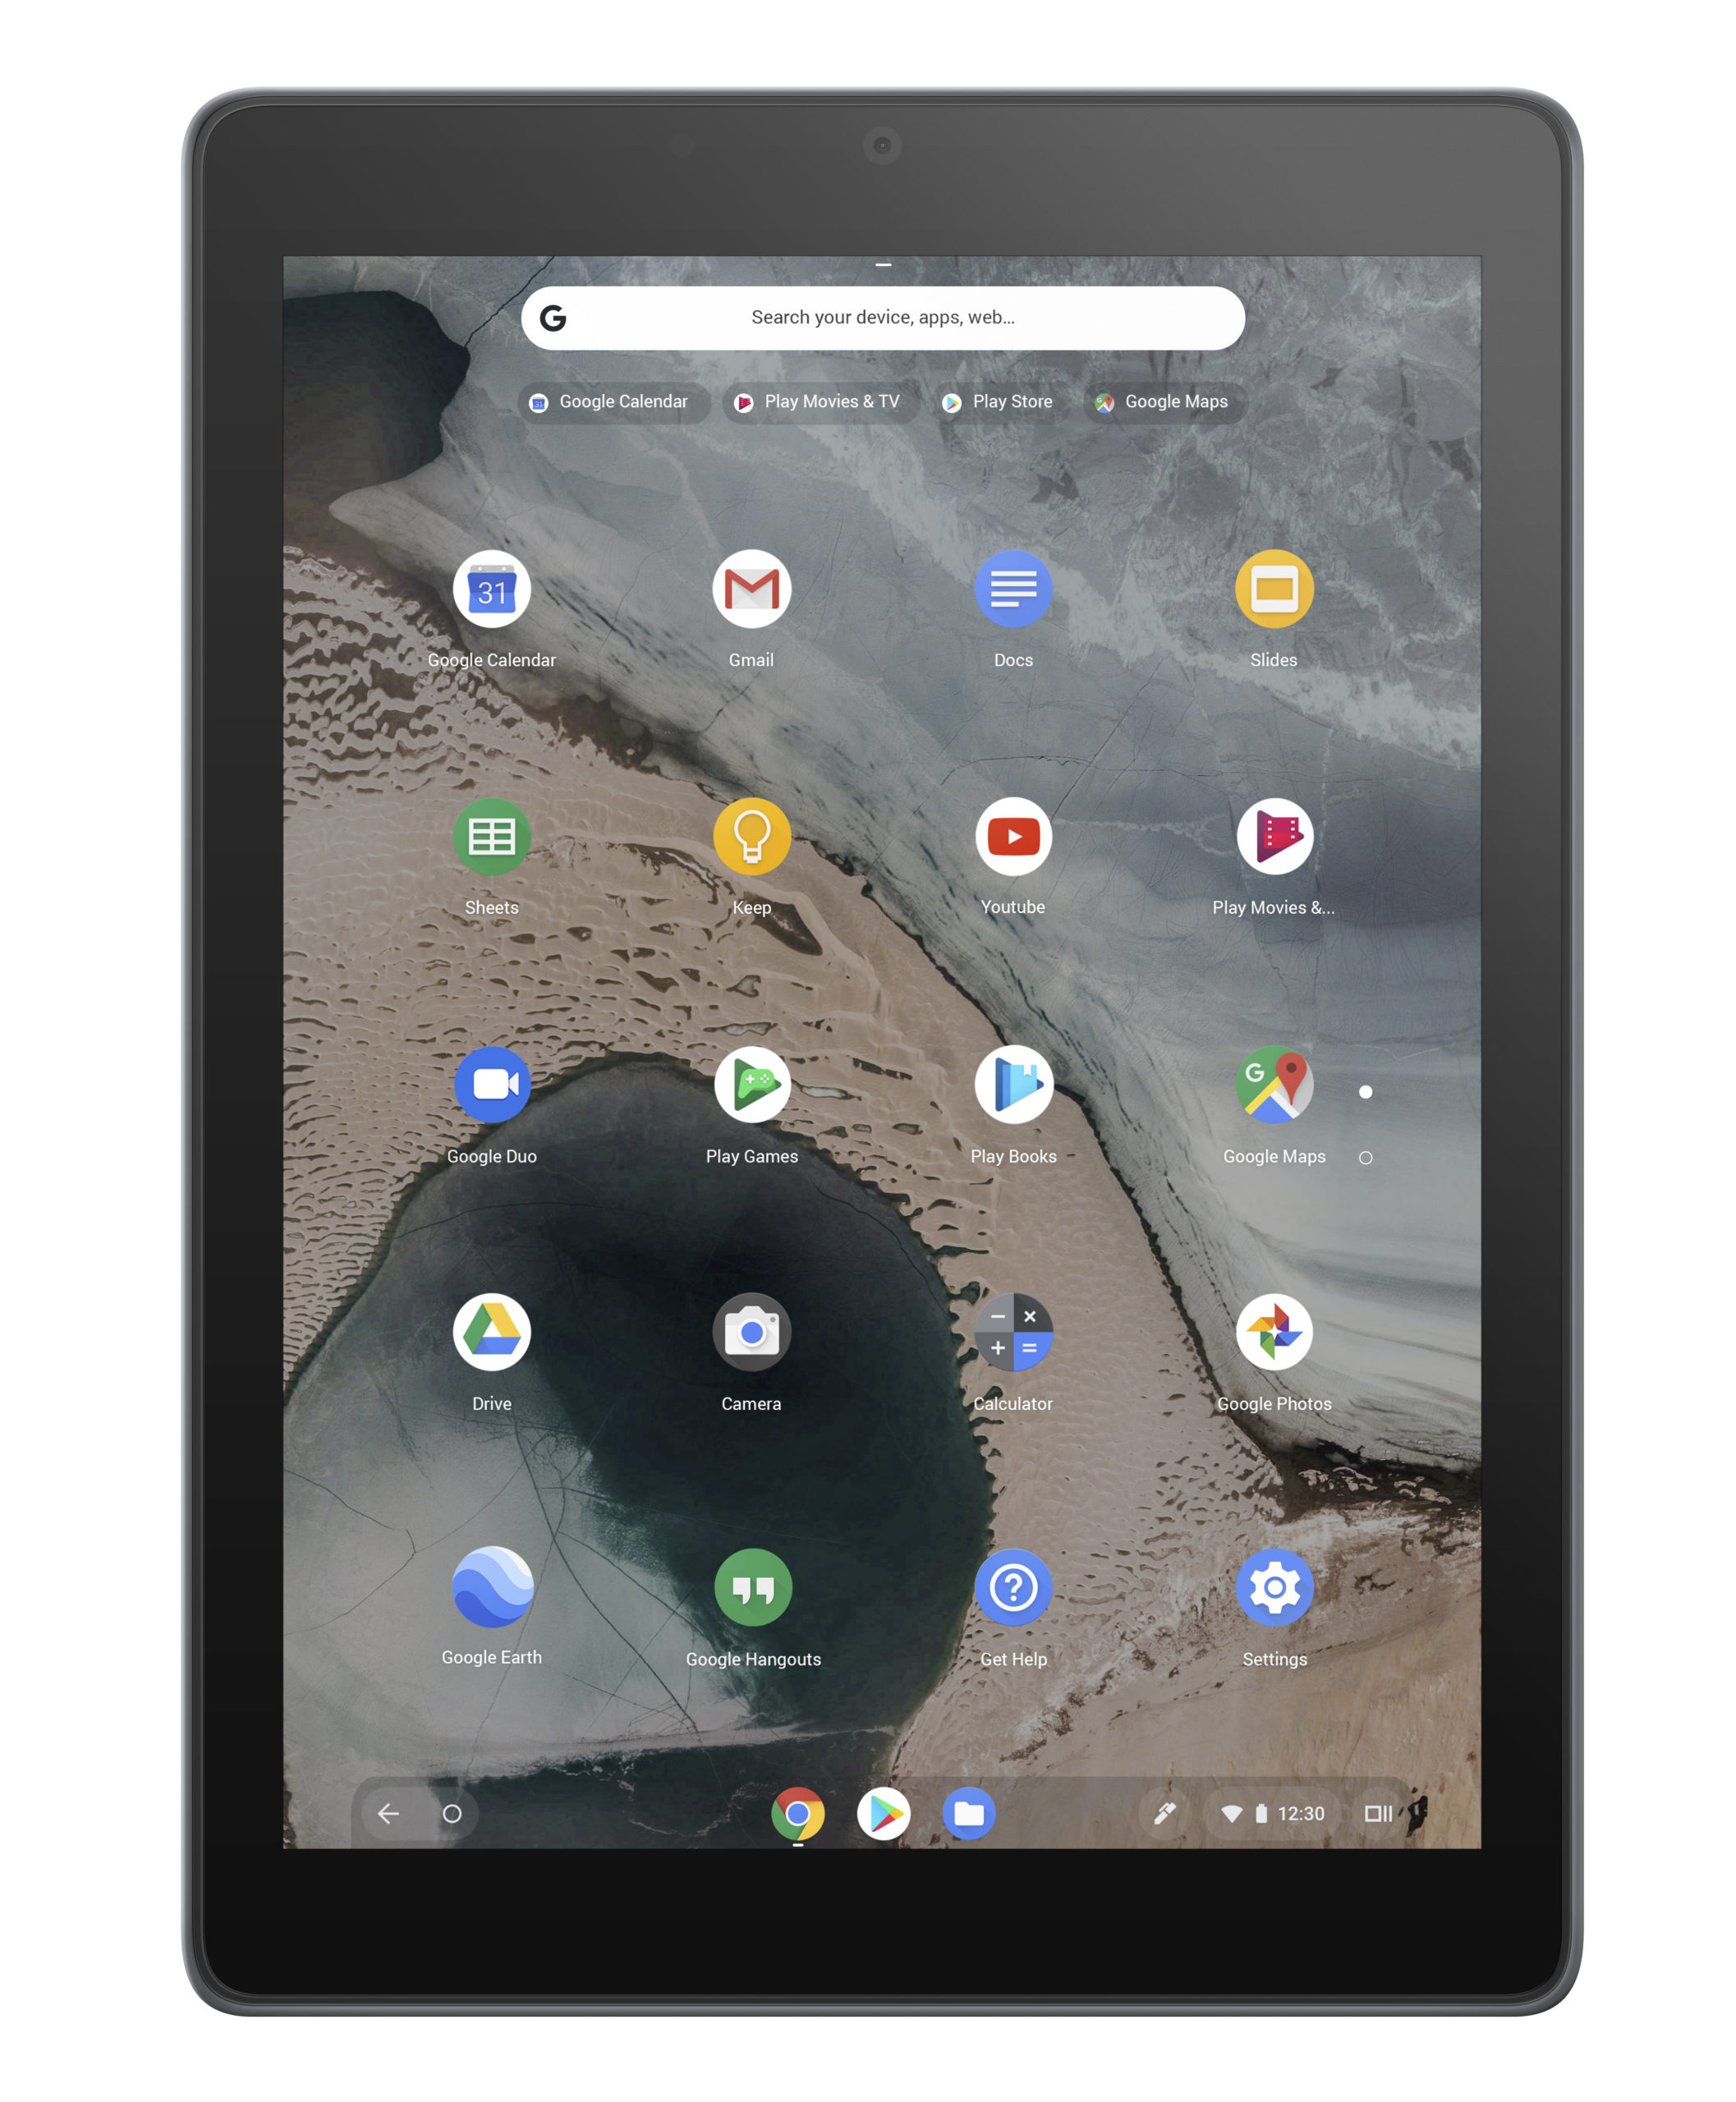 G Search your device, apps, web...
31 Google Calendar Play Movies & TV Play Store Google Maps
31
Google Calendar Gmail Docs Slides
Sheets Keep Youtube Play Movies &...
G
Google Duo Play Games Play Books Google Maps
Drive Camera Calculator Google Photos
Google Earth Google Hangouts Get Help Settings
12:30